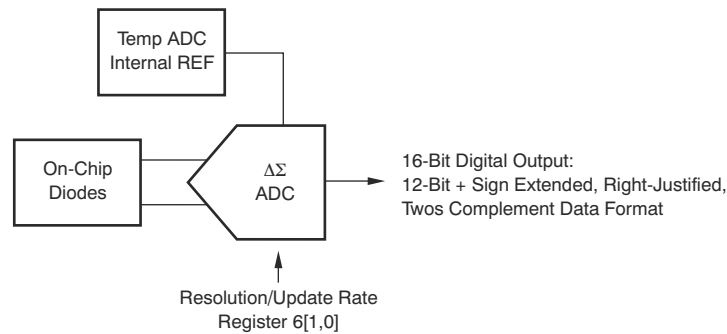 Temp ADC
Internal REF
On-Chip
Diodes
ΔΣ
ADC
16-Bit Digital Output:
12-Bit + Sign Extended, Right-Justified,
Twos Complement Data Format
Resolution/Update Rate
Register 6[1,0]